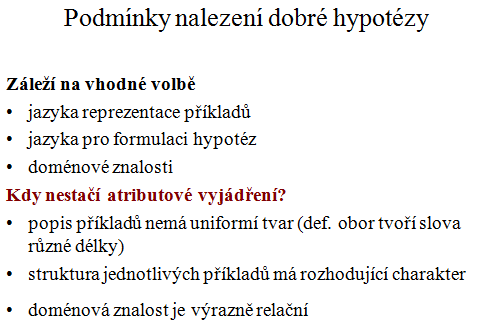 Podmínky nalezení dobré hypotézy
Záleží na vhodné volbě
• jazyka reprezentace příkladů
• jazyka pro formulaci hypotéz
• doménové znalosti
Kdy nestačí atributové vyjádření?
• popis příkladů nemá uniformí tvar (def. obor tvoří slova
různé délky)
• struktura jednotlivých příkladů má rozhodující charakter
• doménová znalost je výrazně relační